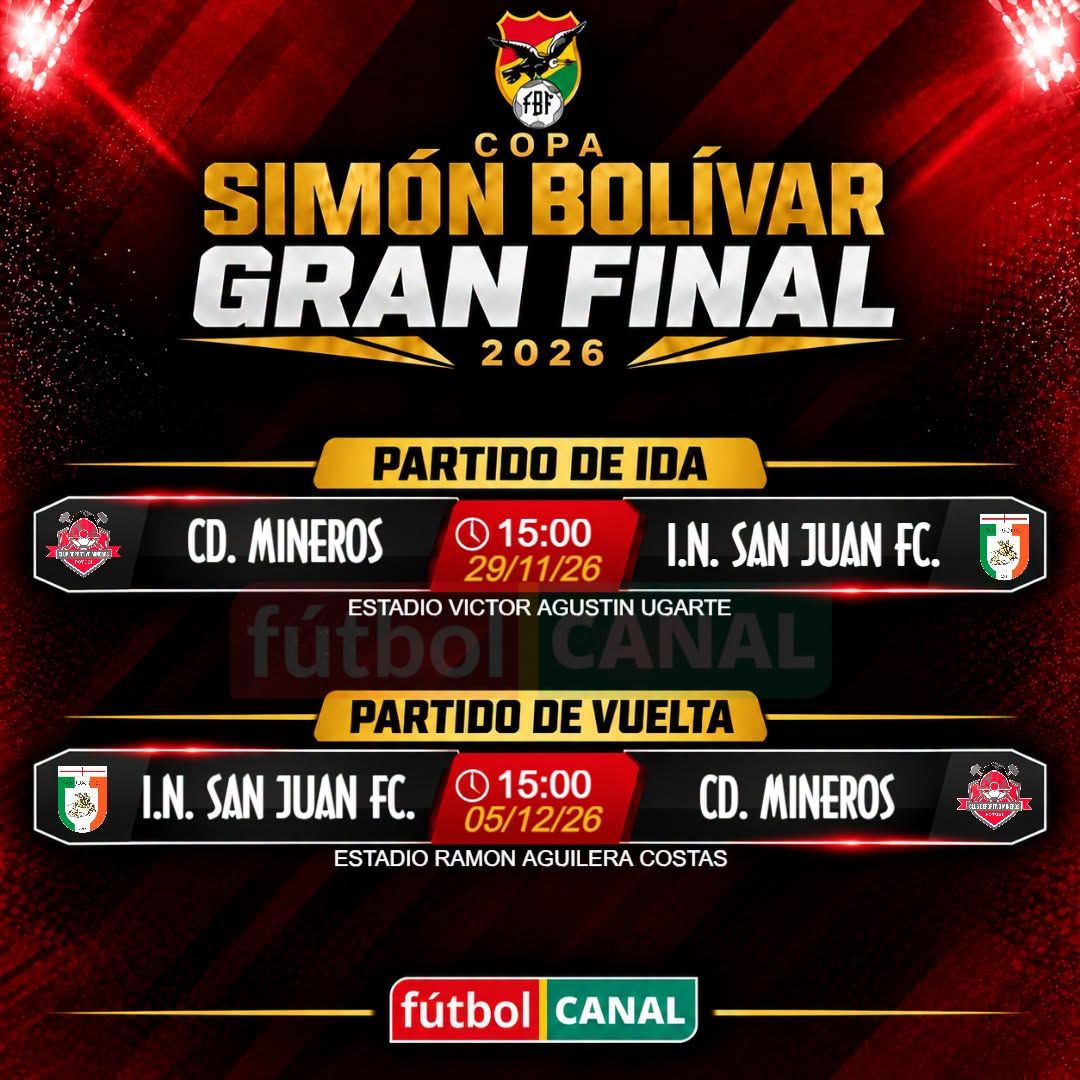 FBF
COPA
SIMÓN BOLÍVAR
GRAN FINAL
2026
PARTIDO DE IDA
CD. MINEROS
15:00
29/11/26
I.N. SAN JUAN FC.
ESTADIO VICTOR AGUSTIN UGARTE
fútbol CANAL
PARTIDO DE VUELTA
I.N. SAN JUAN FC.
15:00
05/12/26
CD. MINEROS
ESTADIO RAMON AGUILERA COSTAS
fútbol CANAL